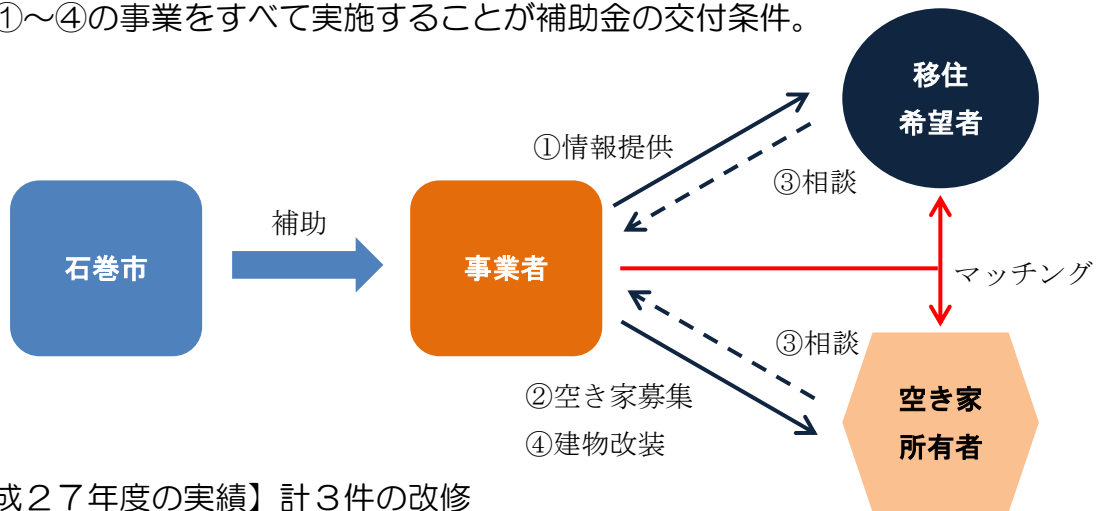 ①～④の事業をすべて実施することが補助金の交付条件。
移住
希望者
①情報提供
③相談
補助
石巻市
事業者
マッチング
③相談
②空き家募集
④建物改装
空き家
所有者
成２７年度の実績】計３件の改修